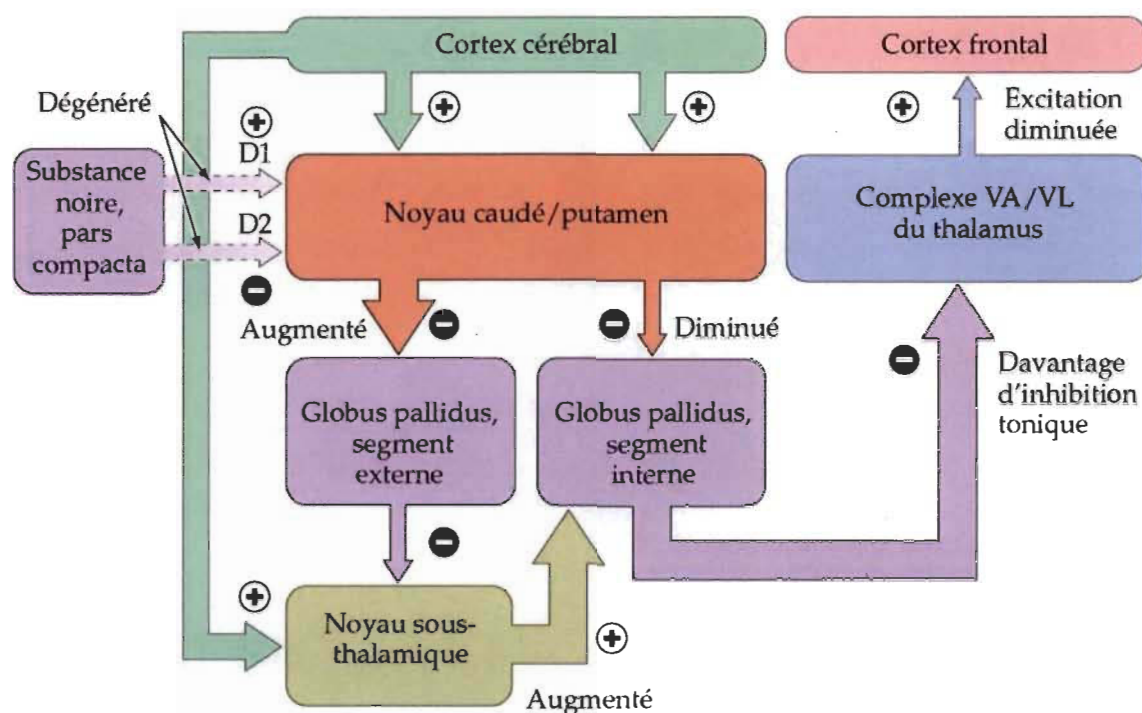 Cortex cérébral
Cortex frontal
Dégénéré
+
+
+
+
Excitation
diminuée
D1
Substance
noire,
pars
compacta
Noyau caudé/putamen
Complexe VA/VL
du thalamus
D2
−
Augmenté
−
−
Diminué
−
Davantage
d'inhibition
tonique
Globus pallidus,
segment
externe
Globus pallidus,
segment
interne
−
+
Noyau sous-
thalamique
+
Augmenté